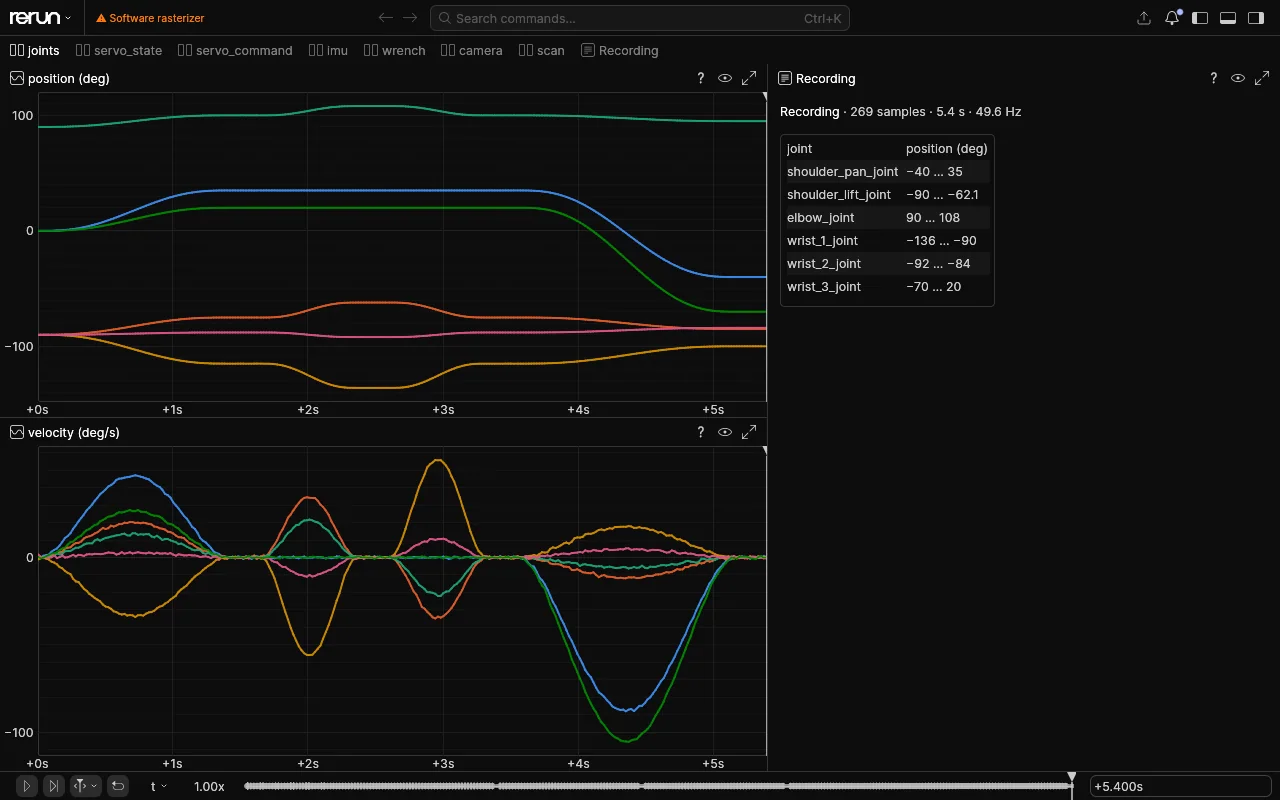 rerun
Software rasterizer
Search commands...
Ctrl+K
joints
servo_state
servo_command
imu
wrench
camera
scan
Recording
position (deg)
?
100
0
−100
+0s
+1s
+2s
+3s
+4s
+5s
velocity (deg/s)
?
0
−100
+0s
+1s
+2s
+3s
+4s
+5s
Recording
?
Recording · 269 samples · 5.4 s · 49.6 Hz
joint position (deg)
shoulder_pan_joint −40 … 35
shoulder_lift_joint −90 … −62.1
elbow_joint 90 … 108
wrist_1_joint −136 … −90
wrist_2_joint −92 … −84
wrist_3_joint −70 … 20
t
1.00x
+5.400s